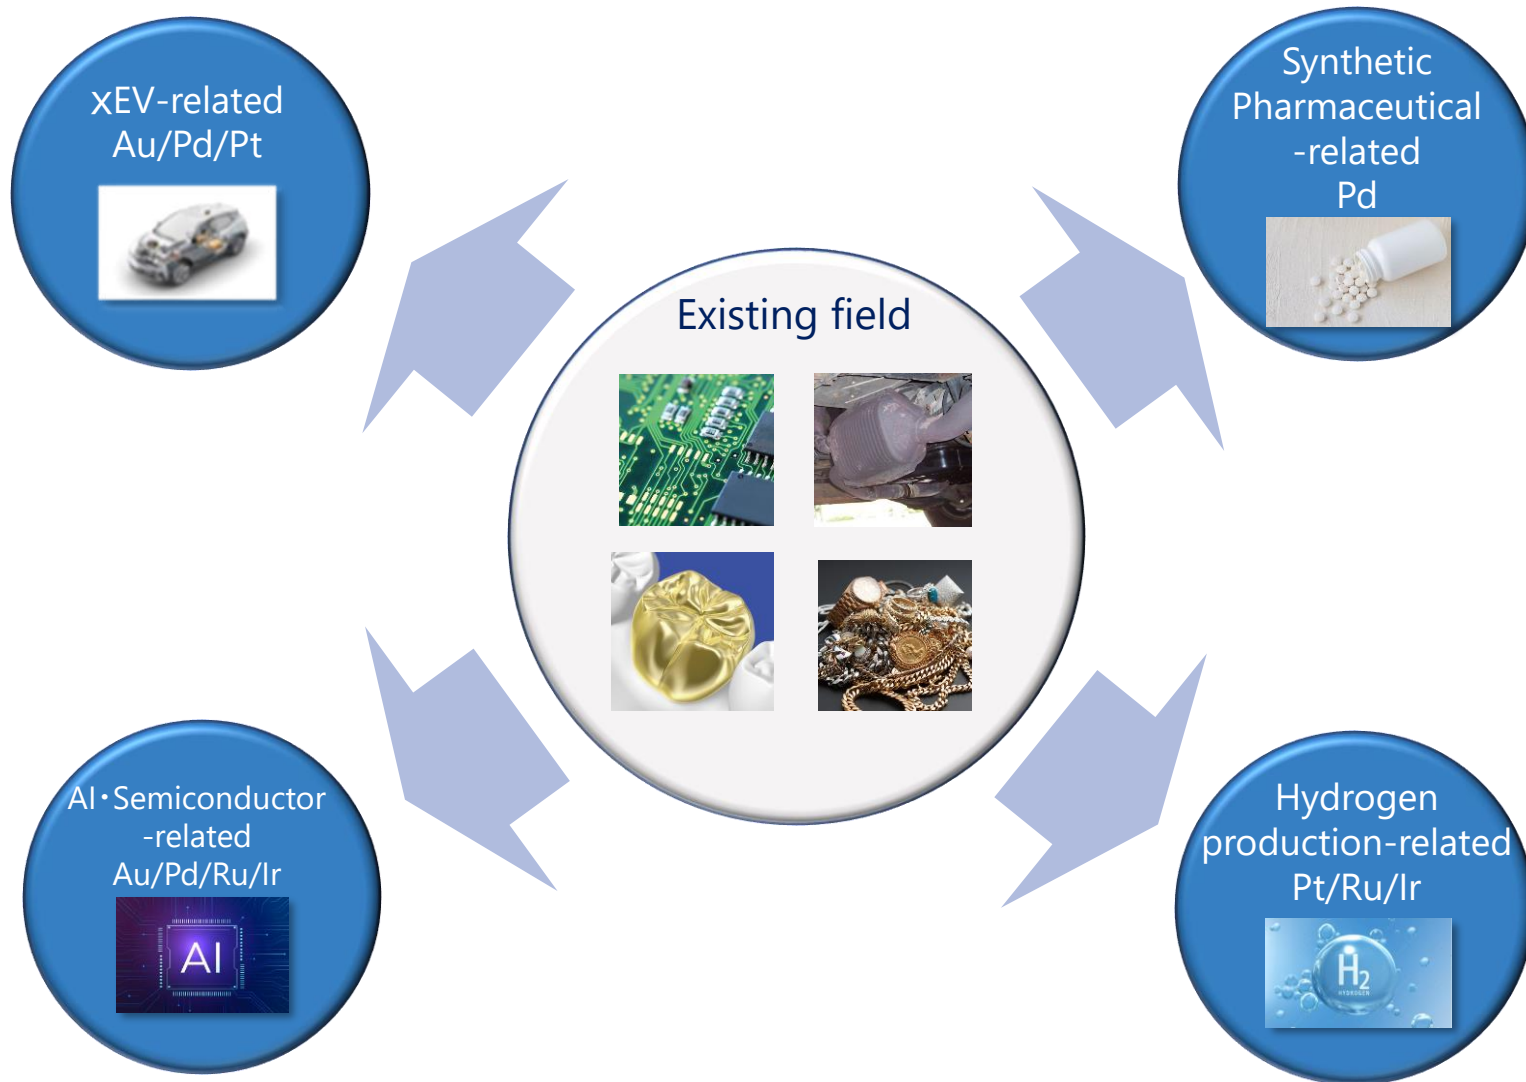 xEV-related
Au/Pd/Pt
Synthetic
Pharmaceutical
-related
Pd
Existing field
AI・Semiconductor
-related
Au/Pd/Ru/Ir
AI
Hydrogen
production-related
Pt/Ru/Ir
H₂
HYDROGEN